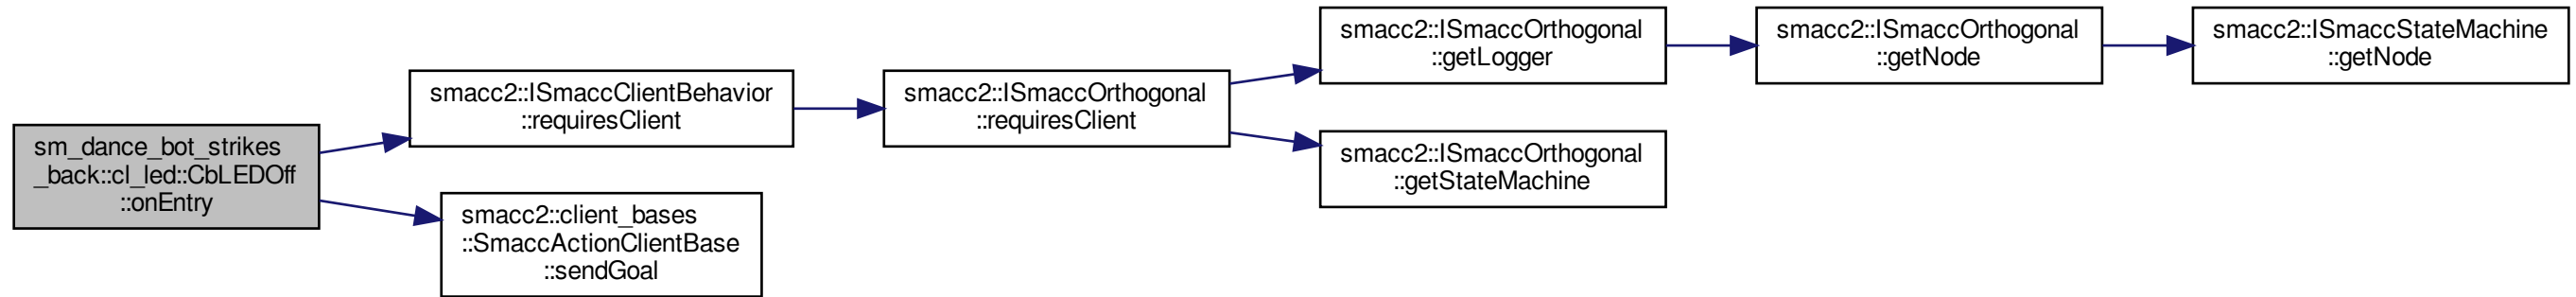 sm_dance_bot_strikes
_back::cl_led::CbLEDOff
::onEntry
smacc2::ISmaccClientBehavior
::requiresClient
smacc2::ISmaccOrthogonal
::requiresClient
smacc2::ISmaccOrthogonal
::getLogger
smacc2::ISmaccOrthogonal
::getNode
smacc2::ISmaccStateMachine
::getNode
smacc2::ISmaccOrthogonal
::getStateMachine
smacc2::client_bases
::SmaccActionClientBase
::sendGoal